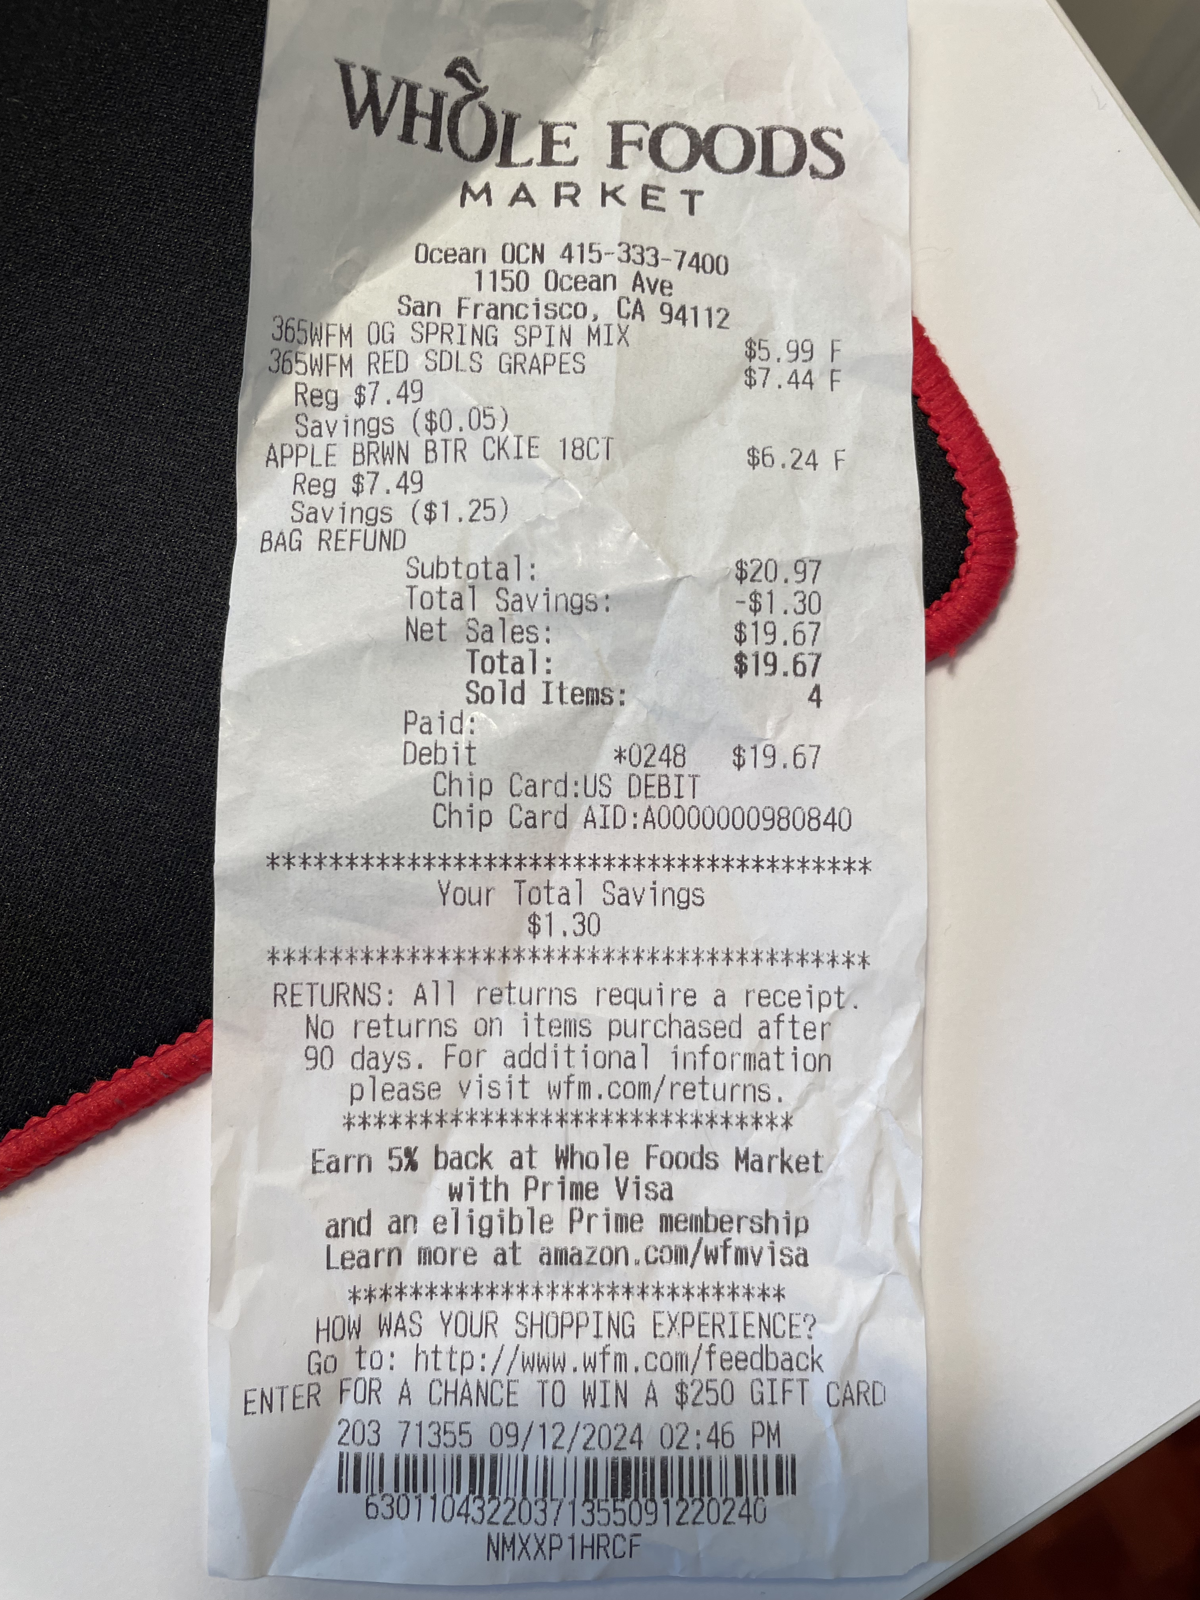 WHOLE FOODS
MARKET
Ocean OCN 415-333-7400
1150 Ocean Ave
San Francisco, CA 94112
365WFM OG SPRING SPIN MIX $5.99 F
365WFM RED SDLS GRAPES $7.44 F
Reg $7.49
Savings ($0.05)
APPLE BRWN BTR CKIE 18CT $6.24 F
Reg $7.49
Savings ($1.25)
BAG REFUND
Subtotal: $20.97
Total Savings: -$1.30
Net Sales: $19.67
Total: $19.67
Sold Items: 4
Paid:
Debit *0248 $19.67
Chip Card:US DEBIT
Chip Card AID:A0000000980840
****************************************
Your Total Savings
$1.30
****************************************
RETURNS: All returns require a receipt.
No returns on items purchased after
90 days. For additional information
please visit wfm.com/returns.
******************************
Earn 5% back at Whole Foods Market
with Prime Visa
and an eligible Prime membership
Learn more at amazon.com/wfmvisa
*****************************
HOW WAS YOUR SHOPPING EXPERIENCE?
Go to: http://www.wfm.com/feedback
ENTER FOR A CHANCE TO WIN A $250 GIFT CARD
203 71355 09/12/2024 02:46 PM
63011043220371355091220240
NMXXP1HRCF